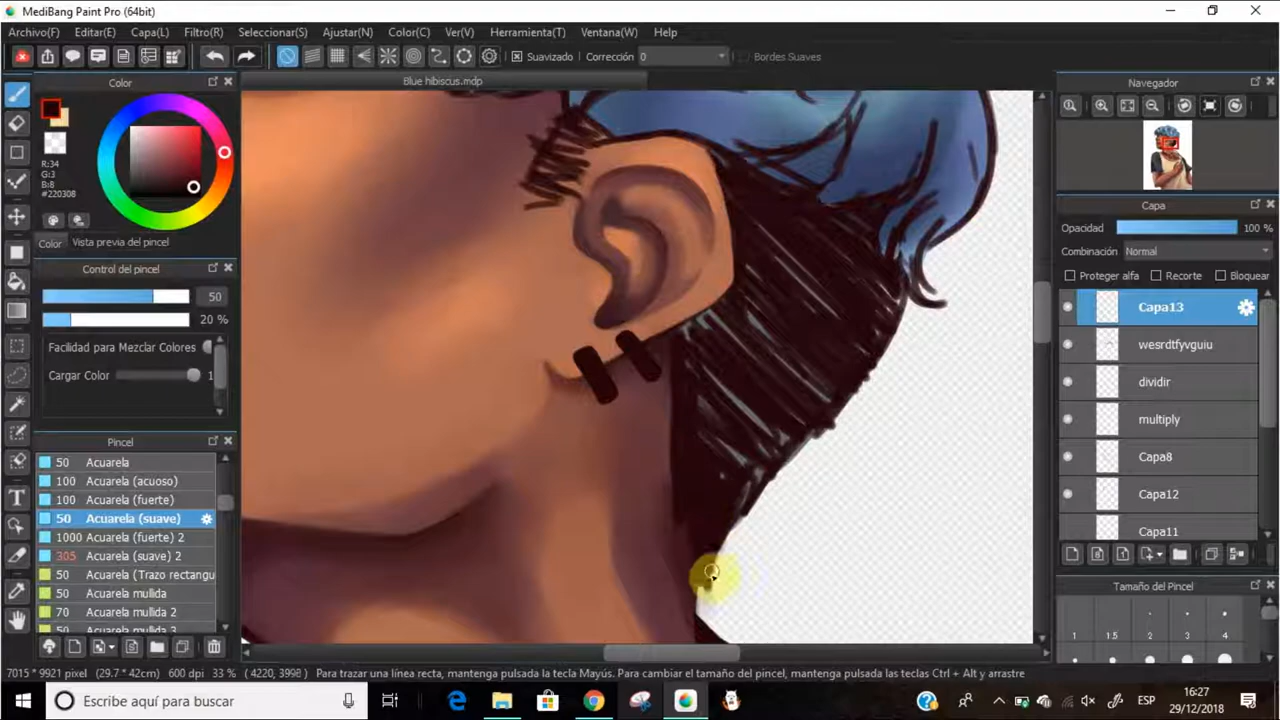 MediBang Paint Pro (64bit)
Archivo(F) Editar(E) Capa(L) Filtro(R) Seleccionar(S) Ajustar(N) Color(C) Ver(V) Herramienta(T) Ventana(W) Help
Suavizado Corrección 0 Bordes Suaves
Color
Blue hibiscus.mdp
Navegador
R:34
G:3
B:8
#220308
Color Vista previa del pincel
Control del pincel
50
20 %
Facilidad para Mezclar Colores
Cargar Color 1
Pincel
50 Acuarela
100 Acuarela (acuoso)
100 Acuarela (fuerte)
50 Acuarela (suave)
1000 Acuarela (fuerte) 2
305 Acuarela (suave) 2
50 Acuarela (Trazo rectangu
50 Acuarela mullida
70 Acuarela mullida 2
50 Acuarela mullida 3
Capa
Opacidad 100 %
Combinación Normal
Proteger alfa Recorte Bloquear
Capa13
wesrdtfyvguiu
dividir
multiply
Capa8
Capa12
Capa11
Tamaño del Pincel
1 1.5 2 3 4
7015 * 9921 pixel (29.7 * 42cm) 600 dpi 33 % (4220, 3998) Para trazar una línea recta, mantenga pulsada la tecla Mayús. Para cambiar el tamaño del pincel, mantenga pulsadas las teclas Ctrl + Alt y arrastre
Escribe aquí para buscar
ESP
16:27
29/12/2018